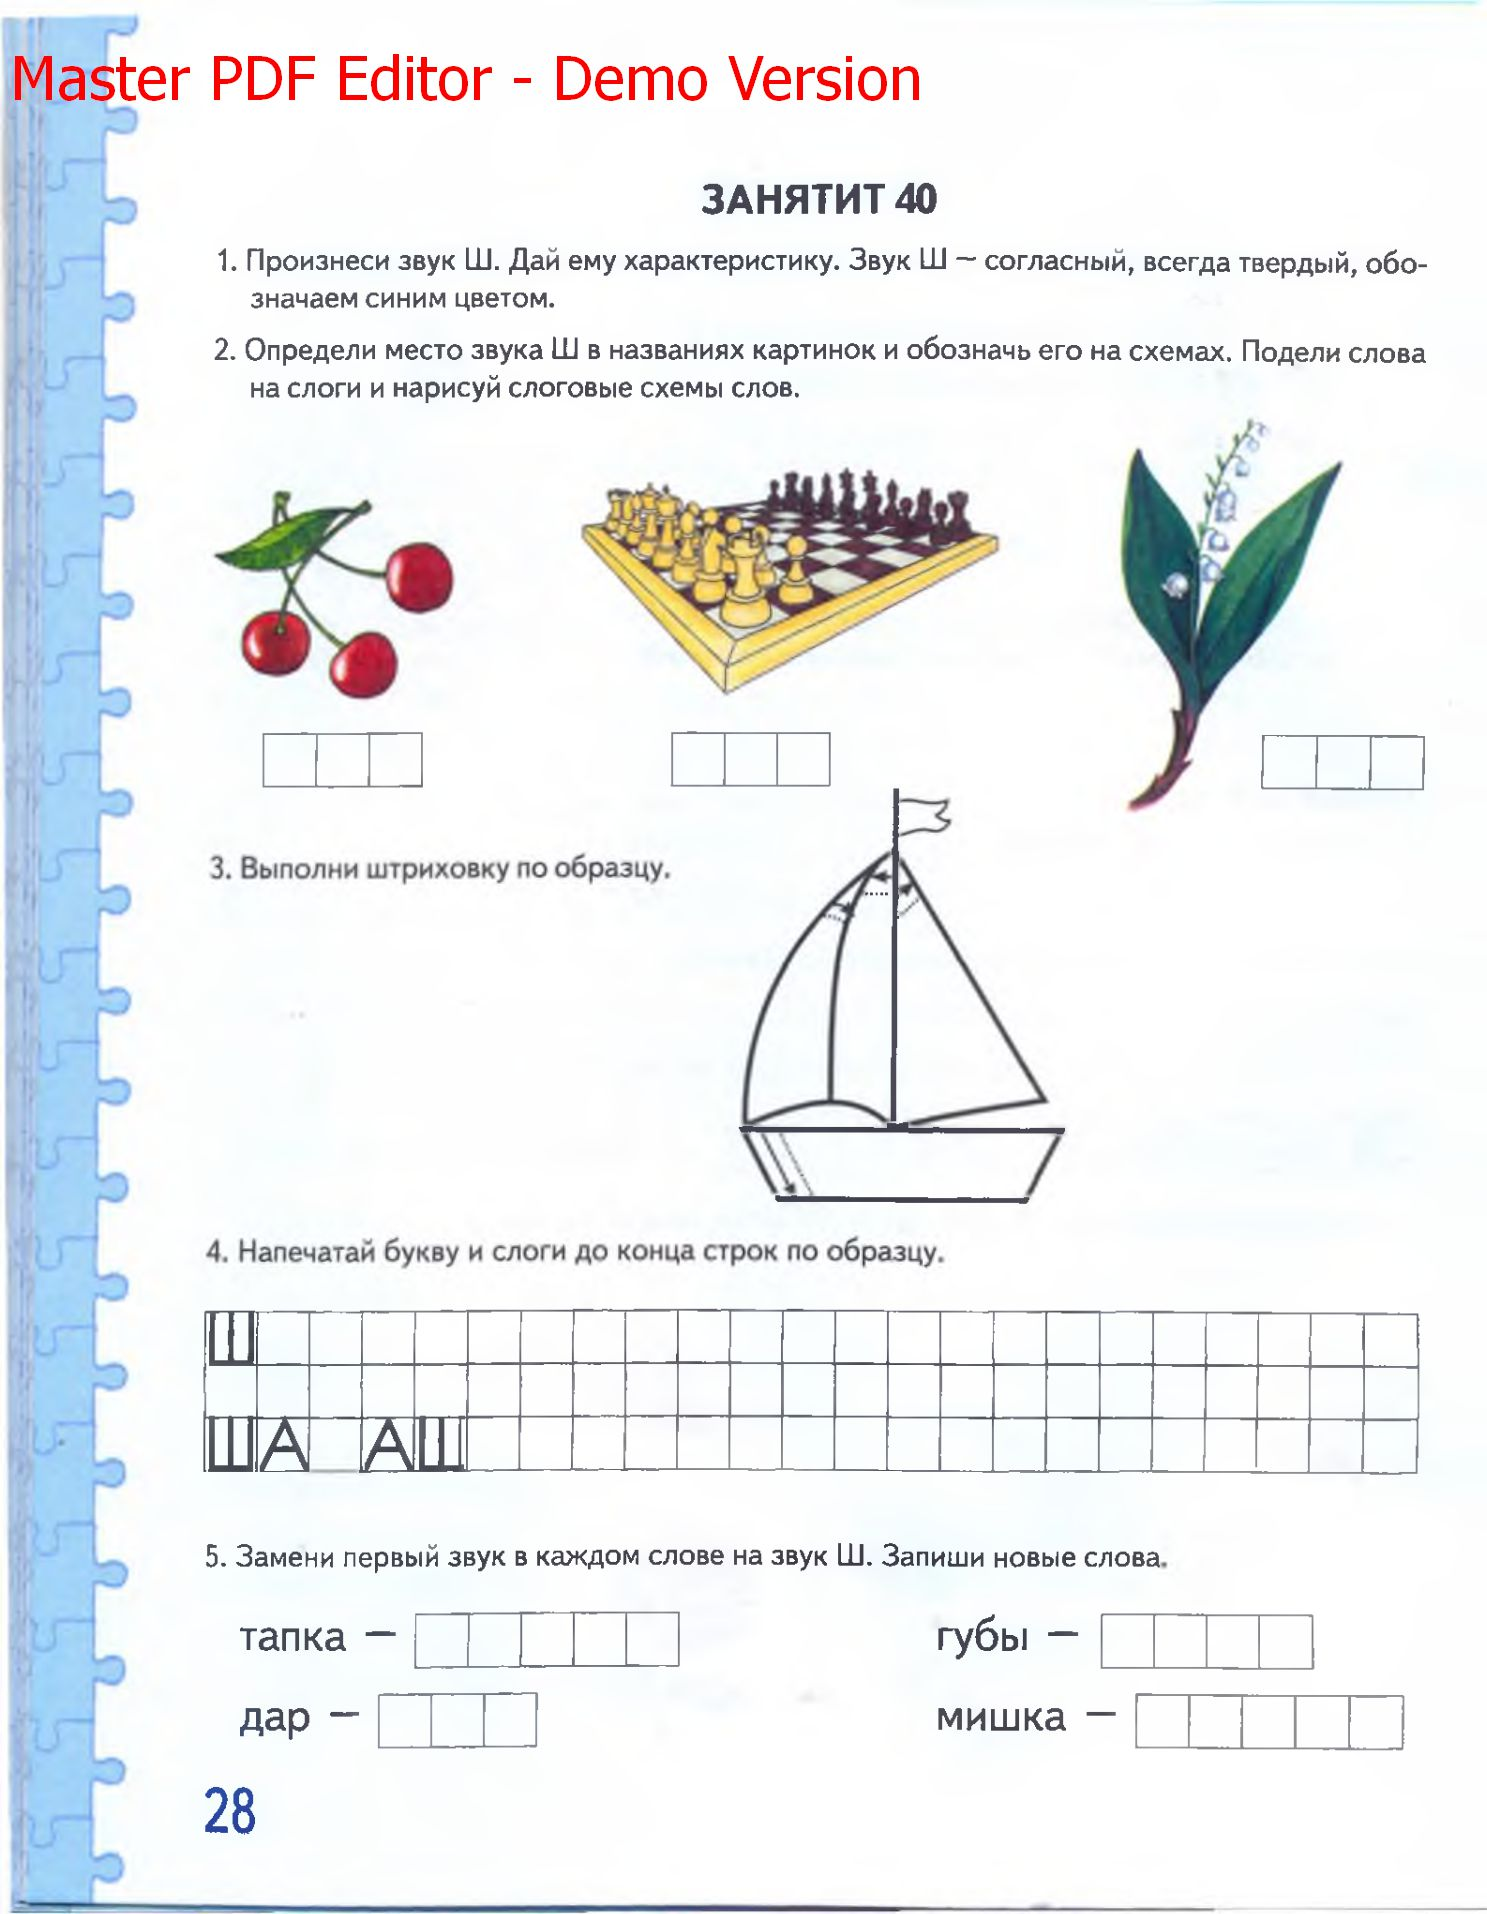 Master PDF Editor - Demo Version
ЗАНЯТИТ 40
1. Произнеси звук Ш. Дай ему характеристику. Звук Ш — согласный, всегда твердый, обо-
значаем синим цветом.
2. Определи место звука Ш в названиях картинок и обозначь его на схемах. Подели слова
на слоги и нарисуй слоговые схемы слов.
3. Выполни штриховку по образцу.
4. Напечатай букву и слоги до конца строк по образцу.
Ш
ША АШ
5. Замени первый звук в каждом слове на звук Ш. Запиши новые слова.
тапка — губы —
дар — мишка —
28